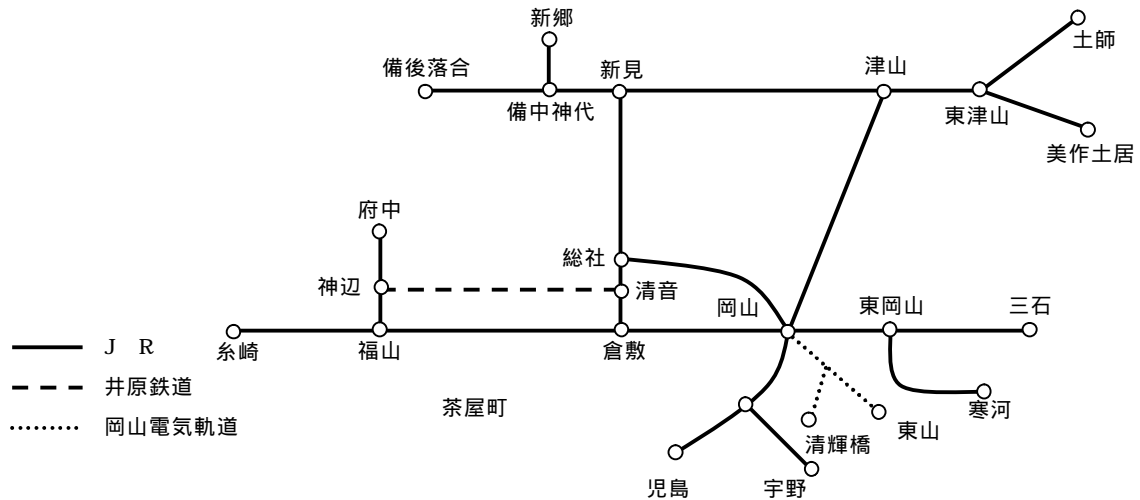 新郷
土師
備後落合
新見
津山
備中神代
東津山
美作土居
府中
総社
神辺
清音
岡山
東岡山
三石
糸崎
福山
倉敷
J R
井原鉄道
岡山電気軌道
茶屋町
寒河
清輝橋
東山
児島
宇野